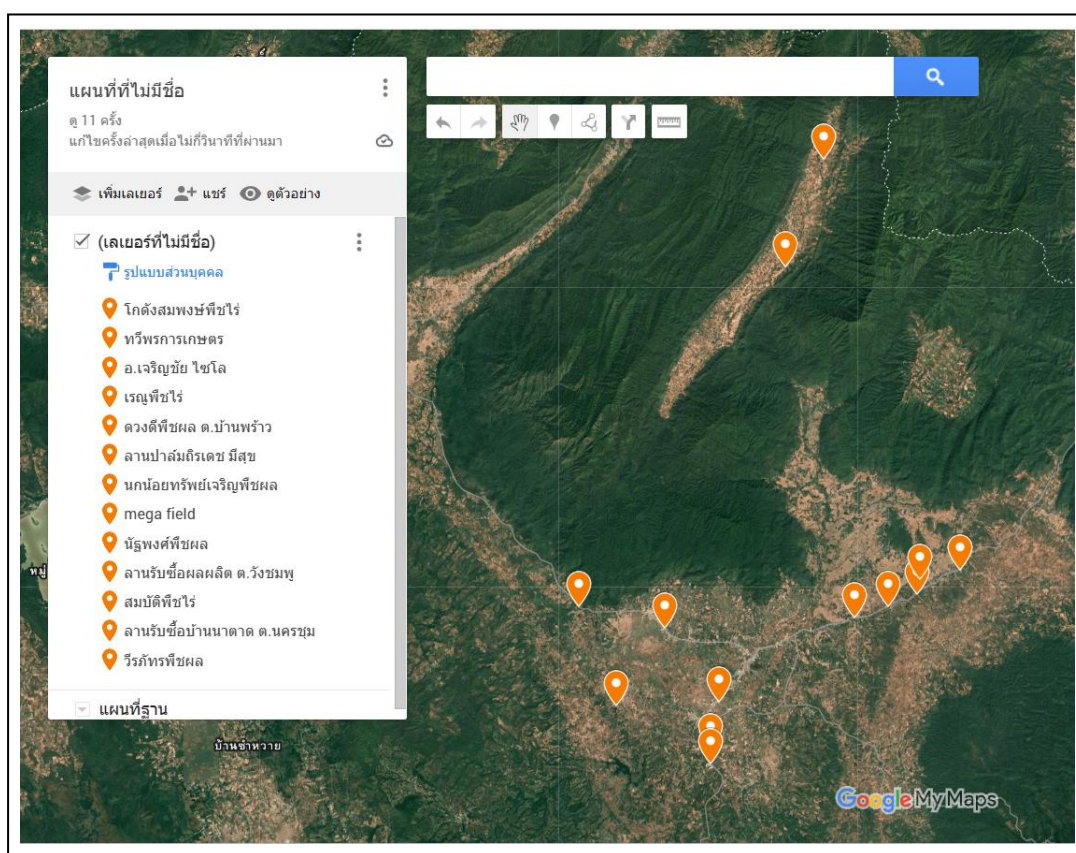 แผนที่ที่ไม่มีชื่อ
ดู 11 ครั้ง
แก้ไขครั้งล่าสุดเมื่อไม่กี่วินาทีที่ผ่านมา
เพิ่มเลเยอร์ แชร์ ดูตัวอย่าง
(เลเยอร์ที่ไม่มีชื่อ)
รูปแบบส่วนบุคคล
โกดังสมพงษ์พืชไร่
ทวีพรการเกษตร
อ.เจริญชัย ไซโล
เรณูพืชไร่
ดวงดีพืชผล ต.บ้านพร้าว
ลานปาล์มถิรเดช มีสุข
นกน้อยทรัพย์เจริญพืชผล
mega field
นัฐพงศ์พืชผล
ลานรับซื้อผลผลิต ต.วังชมพู
สมบัติพืชไร่
ลานรับซื้อบ้านนาตาด ต.นครชุม
วีรภัทรพืชผล
แผนที่ฐาน
บ้านซำหวาย
Google MyMaps